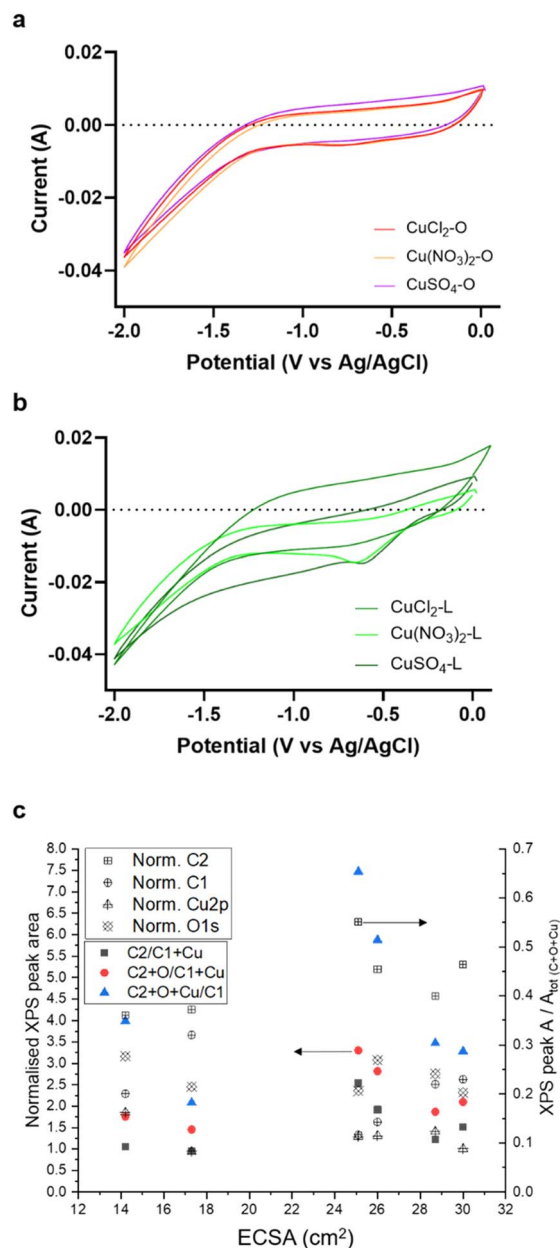 a
0.02
0.00
-0.02
-0.04
Current (A)
CuCl2-O
Cu(NO3)2-O
CuSO4-O
-2.0 -1.5 -1.0 -0.5 0.0
Potential (V vs Ag/AgCl)
b
0.02
0.00
-0.02
-0.04
Current (A)
CuCl2-L
Cu(NO3)2-L
CuSO4-L
-2.0 -1.5 -1.0 -0.5 0.0
Potential (V vs Ag/AgCl)
c
8.0
7.5
7.0
6.5
6.0
5.5
5.0
4.5
4.0
3.5
3.0
2.5
2.0
1.5
1.0
0.5
0.0
Normalised XPS peak area
Norm. C2
Norm. C1
Norm. Cu2p
Norm. O1s
C2/C1+Cu
C2+O/C1+Cu
C2+O+Cu/C1
0.7
0.6
0.5
0.4
0.3
0.2
0.1
0.0
XPS peak A / Atot (C+O+Cu)
12 14 16 18 20 22 24 26 28 30 32
ECSA (cm2)